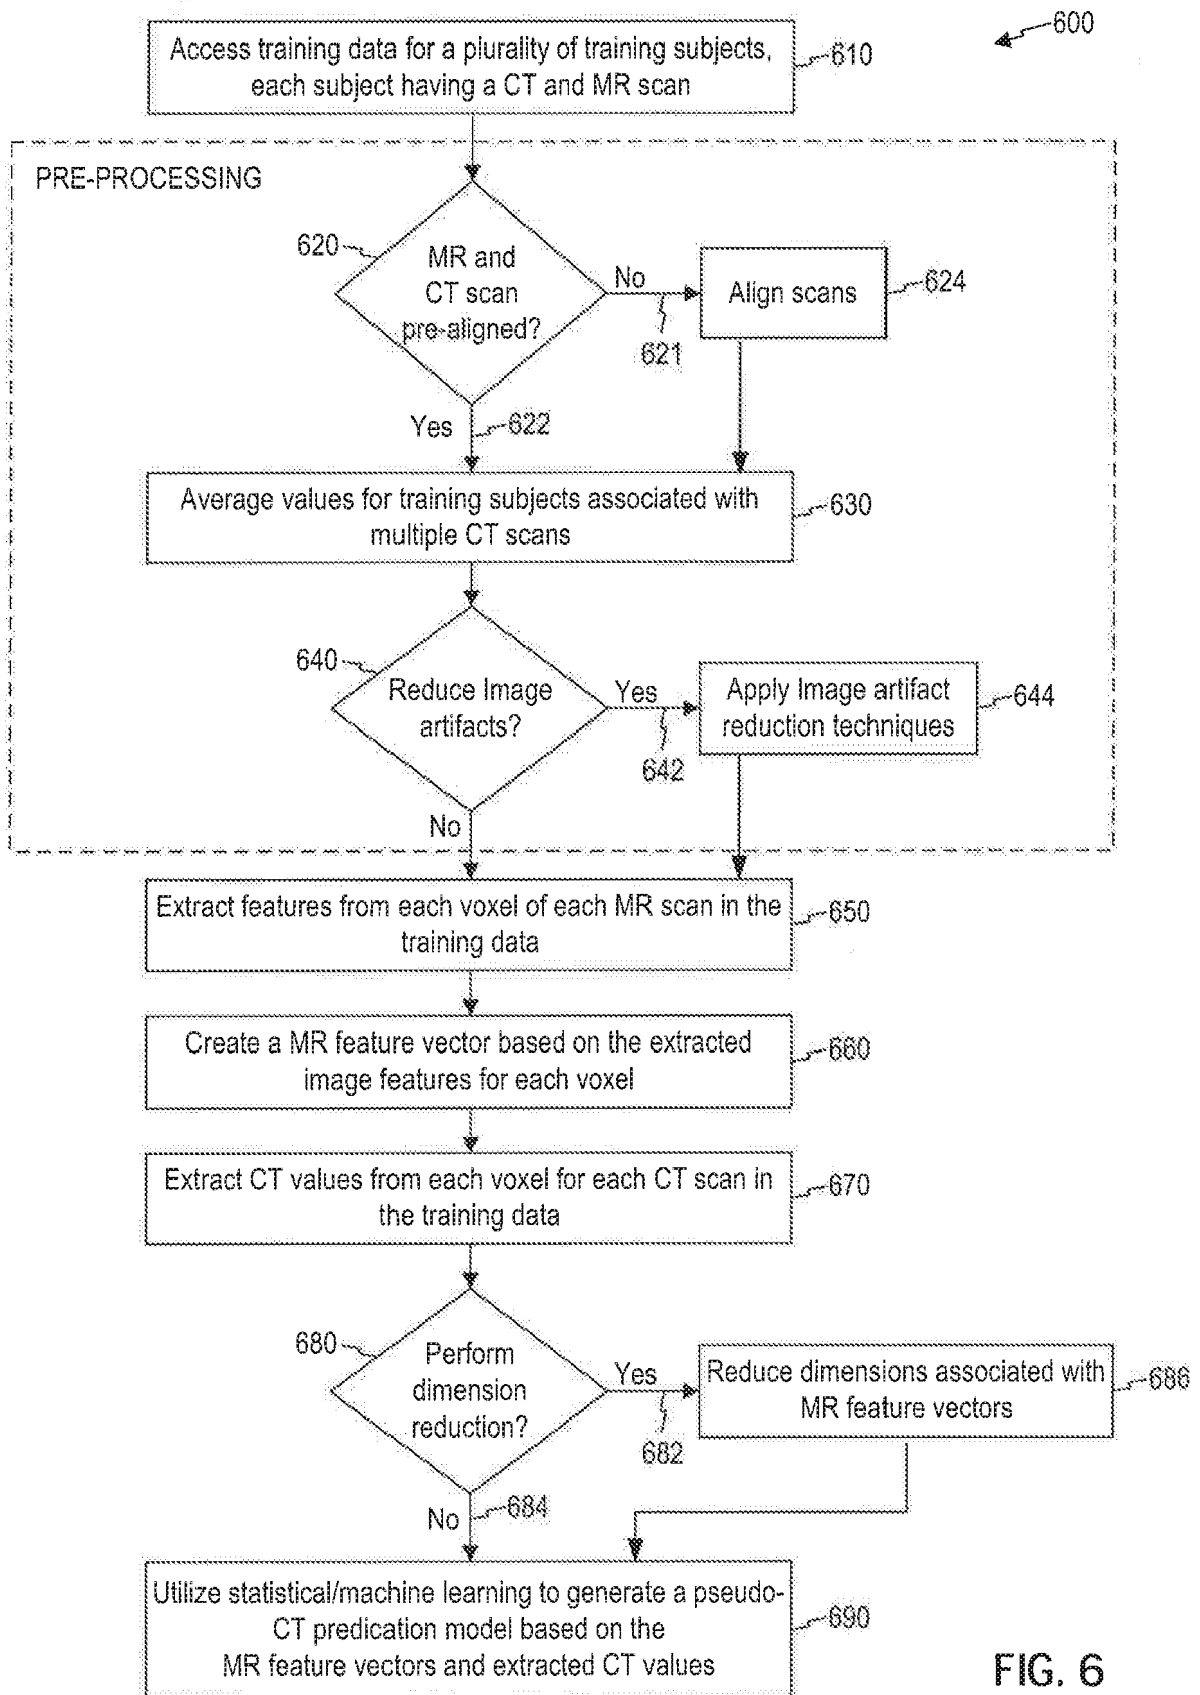 600
Access training data for a plurality of training subjects,
each subject having a CT and MR scan
610
PRE-PROCESSING
620
MR and
CT scan
pre-aligned?
No
621
Align scans
624
Yes
622
Average values for training subjects associated with
multiple CT scans
630
640
Reduce Image
artifacts?
Yes
642
Apply Image artifact
reduction techniques
644
No
Extract features from each voxel of each MR scan in the
training data
650
Create a MR feature vector based on the extracted
image features for each voxel
660
Extract CT values from each voxel for each CT scan in
the training data
670
680
Perform
dimension
reduction?
Yes
682
Reduce dimensions associated with
MR feature vectors
686
No
684
Utilize statistical/machine learning to generate a pseudo-
CT predication model based on the
MR feature vectors and extracted CT values
690
FIG. 6